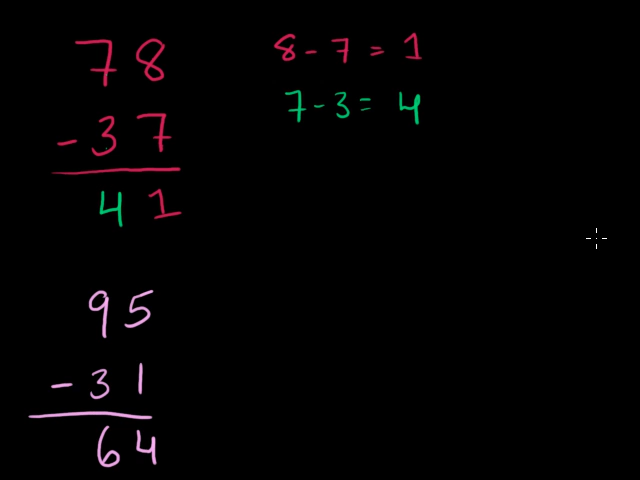 78 8 - 7 = 1
- 37 7 - 3 = 4
41
95
- 31
64